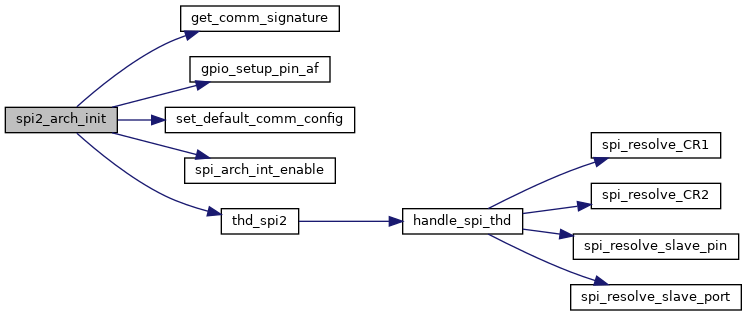 get_comm_signature
gpio_setup_pin_af
spi2_arch_init
set_default_comm_config
spi_arch_int_enable
thd_spi2
handle_spi_thd
spi_resolve_CR1
spi_resolve_CR2
spi_resolve_slave_pin
spi_resolve_slave_port